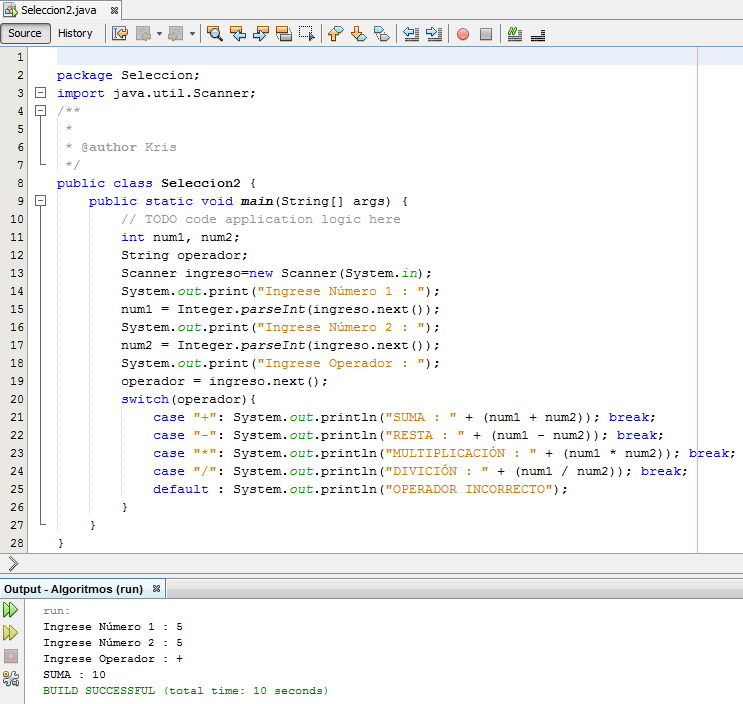 Seleccion2.java
Source History
1
2 package Seleccion;
3 import java.util.Scanner;
4 /**
5 *
6 * @author Kris
7 */
8 public class Seleccion2 {
9 public static void main(String[] args) {
10 // TODO code application logic here
11 int num1, num2;
12 String operador;
13 Scanner ingreso=new Scanner(System.in);
14 System.out.print("Ingrese Número 1 : ");
15 num1 = Integer.parseInt(ingreso.next());
16 System.out.print("Ingrese Número 2 : ");
17 num2 = Integer.parseInt(ingreso.next());
18 System.out.print("Ingrese Operador : ");
19 operador = ingreso.next();
20 switch(operador){
21 case "+": System.out.println("SUMA : " + (num1 + num2)); break;
22 case "-": System.out.println("RESTA : " + (num1 - num2)); break;
23 case "*": System.out.println("MULTIPLICACIÓN : " + (num1 * num2)); break;
24 case "/": System.out.println("DIVICIÓN : " + (num1 / num2)); break;
25 default : System.out.println("OPERADOR INCORRECTO");
26 }
27 }
28 }
Output - Algoritmos (run)
run:
Ingrese Número 1 : 5
Ingrese Número 2 : 5
Ingrese Operador : +
SUMA : 10
BUILD SUCCESSFUL (total time: 10 seconds)